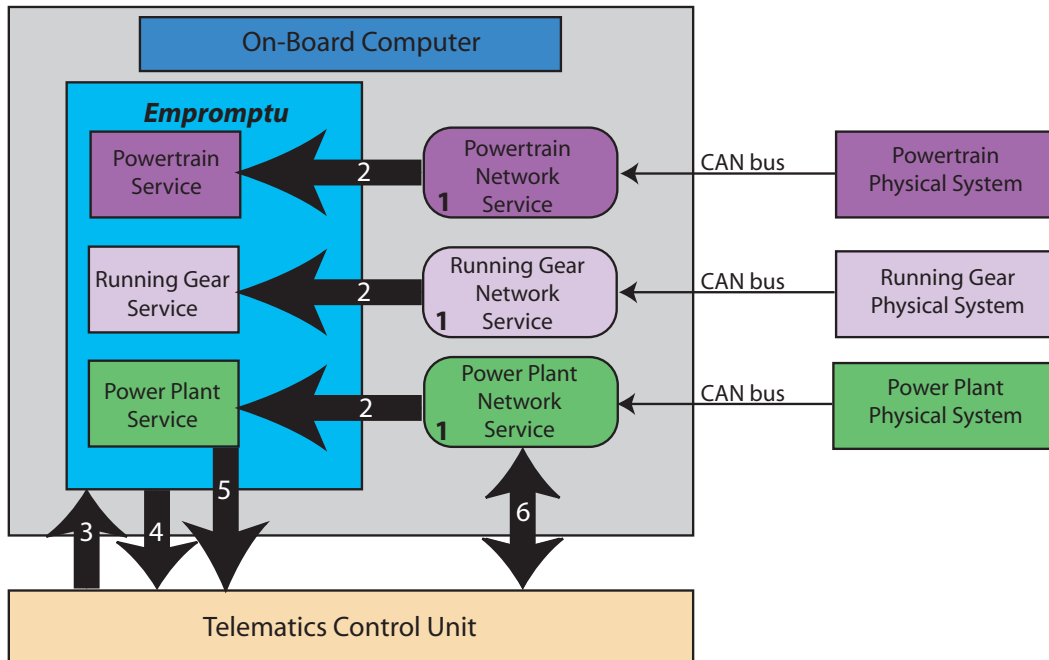 On-Board Computer
Empromptu
Powertrain
Service
2
Powertrain
Network
Service
1
CAN bus
Powertrain
Physical System
Running Gear
Service
2
Running Gear
Network
Service
1
CAN bus
Running Gear
Physical System
Power Plant
Service
2
Power Plant
Network
Service
1
CAN bus
Power Plant
Physical System
3
4
5
6
Telematics Control Unit